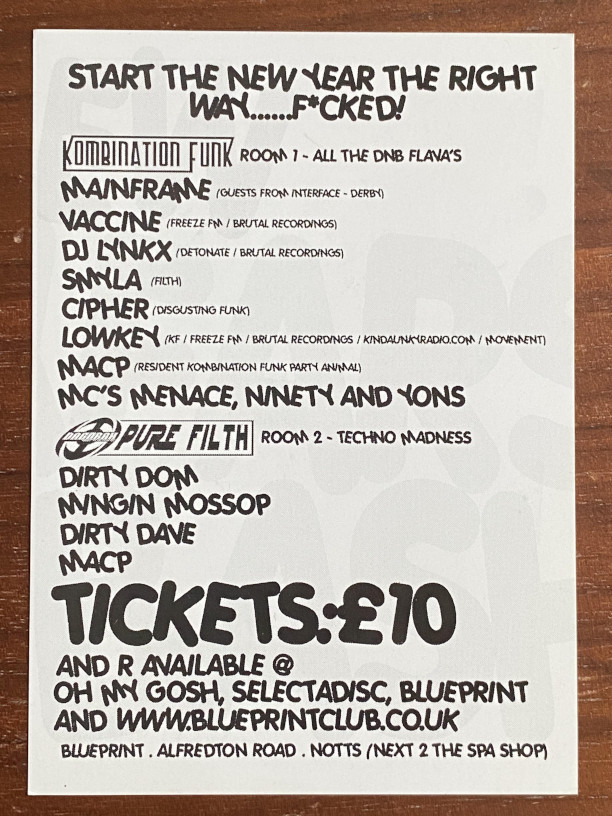 START THE NEW YEAR THE RIGHT
WAY......F*CKED!
KOMBINATION FUNK ROOM 1 - ALL THE DNB FLAVA'S
MAINFRAME (GUESTS FROM INTERFACE - DERBY)
VACCINE (FREEZE FM / BRUTAL RECORDINGS)
DJ LYNKX (DETONATE / BRUTAL RECORDINGS)
SMYLA (FILTH)
CIPHER (DISGUSTING FUNK)
LOWKEY (KF / FREEZE FM / BRUTAL RECORDINGS / KINDAUNKYRADIO.COM / MOVEMENT)
MACP (RESIDENT KOMBINATION FUNK PARTY ANIMAL)
MC'S MENACE, NINETY AND YONS
PURE FILTH ROOM 2 - TECHNO MADNESS
DIRTY DOM
MINGIN MOSSOP
DIRTY DAVE
MACP
TICKETS:£10
AND R AVAILABLE @
OH MY GOSH, SELECTADISC, BLUEPRINT
AND WWW.BLUEPRINTCLUB.CO.UK
BLUEPRINT . ALFREDTON ROAD . NOTTS (NEXT 2 THE SPA SHOP)